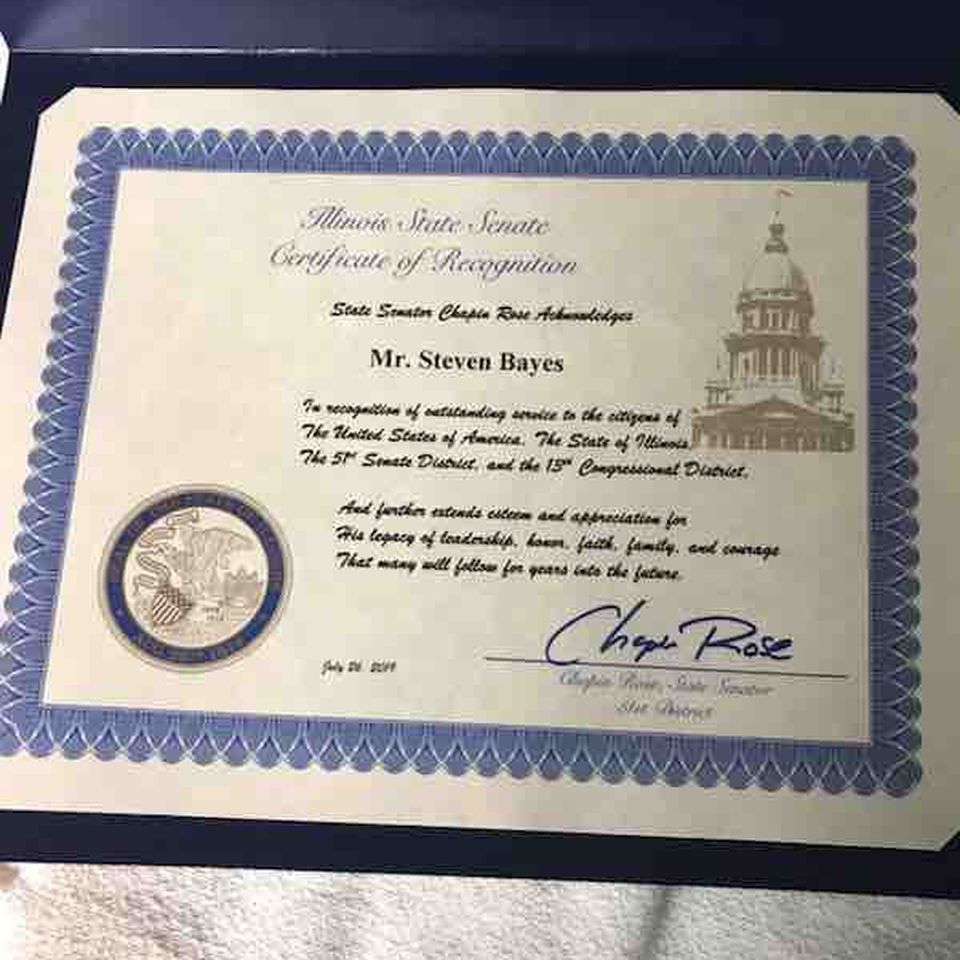 Illinois State Senate
Certificate of Recognition
State Senator Chapin Rose Acknowledges
Mr. Steven Bayes
In recognition of outstanding service to the citizens of
The United States of America, The State of Illinois,
The 51st Senate District, and the 13th Congressional District,
And further extends esteem and appreciation for
His legacy of leadership, honor, faith, family, and courage
That many will follow for years into the future.
Chapin Rose
July 26, 2019
Chapin Rose, State Senator
51st District